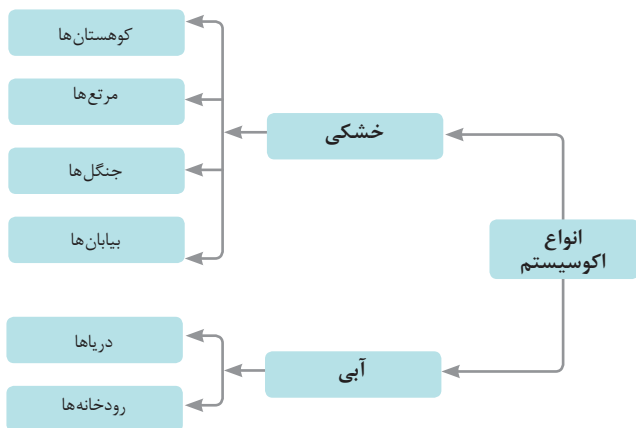 انواع
اکوسیستم
خشکی
کوهستان‌ها
مرتع‌ها
جنگل‌ها
بیابان‌ها
آبی
دریاها
رودخانه‌ها